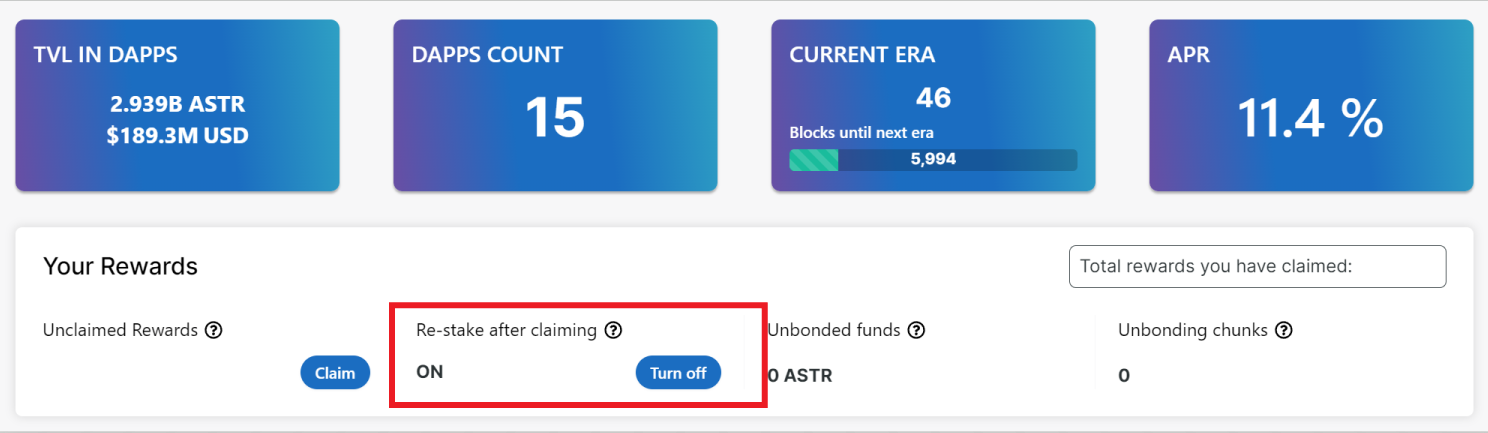 TVL IN DAPPS
2.939B ASTR
$189.3M USD
DAPPS COUNT
15
CURRENT ERA
46
Blocks until next era
5,994
APR
11.4 %
Your Rewards
Total rewards you have claimed:
Unclaimed Rewards
Claim
Re-stake after claiming
ON
Turn off
Unbonded funds
0 ASTR
Unbonding chunks
0